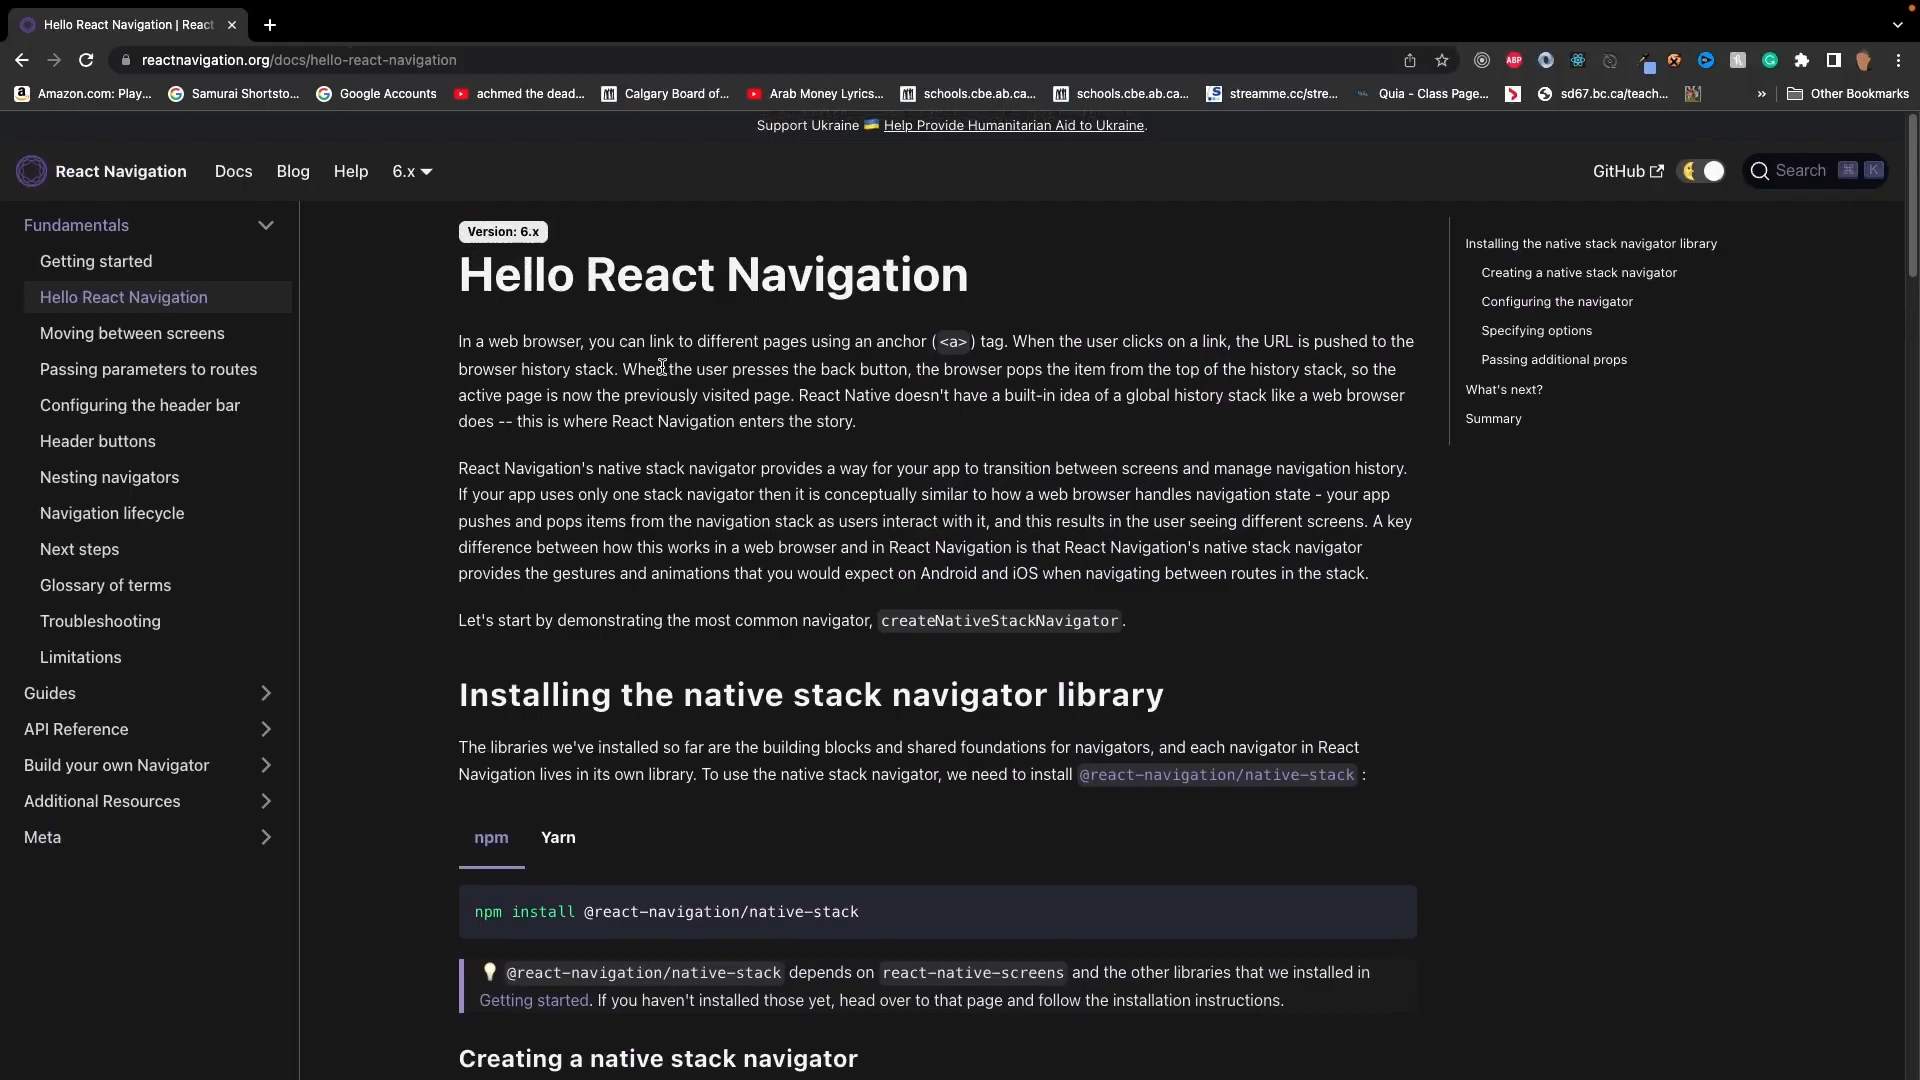 Hello React Navigation | React
reactnavigation.org/docs/hello-react-navigation
ABP
Amazon.com: Play...
Samurai Shortsto...
Google Accounts
achmed the dead...
Calgary Board of...
Arab Money Lyrics...
schools.cbe.ab.ca...
schools.cbe.ab.ca...
streamme.cc/stre...
Quia - Class Page...
sd67.bc.ca/teach...
»
Other Bookmarks
Support Ukraine 🇺🇦 Help Provide Humanitarian Aid to Ukraine.
React Navigation
Docs
Blog
Help
6.x
GitHub
Search ⌘ K
Fundamentals
Getting started
Hello React Navigation
Moving between screens
Passing parameters to routes
Configuring the header bar
Header buttons
Nesting navigators
Navigation lifecycle
Next steps
Glossary of terms
Troubleshooting
Limitations
Guides
API Reference
Build your own Navigator
Additional Resources
Meta
Version: 6.x
Hello React Navigation
In a web browser, you can link to different pages using an anchor (<a>) tag. When the user clicks on a link, the URL is pushed to the
browser history stack. When the user presses the back button, the browser pops the item from the top of the history stack, so the
active page is now the previously visited page. React Native doesn't have a built-in idea of a global history stack like a web browser
does -- this is where React Navigation enters the story.
React Navigation's native stack navigator provides a way for your app to transition between screens and manage navigation history.
If your app uses only one stack navigator then it is conceptually similar to how a web browser handles navigation state - your app
pushes and pops items from the navigation stack as users interact with it, and this results in the user seeing different screens. A key
difference between how this works in a web browser and in React Navigation is that React Navigation's native stack navigator
provides the gestures and animations that you would expect on Android and iOS when navigating between routes in the stack.
Let's start by demonstrating the most common navigator, createNativeStackNavigator.
Installing the native stack navigator library
The libraries we've installed so far are the building blocks and shared foundations for navigators, and each navigator in React
Navigation lives in its own library. To use the native stack navigator, we need to install @react-navigation/native-stack :
npm
Yarn
npm install @react-navigation/native-stack
💡 @react-navigation/native-stack depends on react-native-screens and the other libraries that we installed in
Getting started. If you haven't installed those yet, head over to that page and follow the installation instructions.
Creating a native stack navigator
Installing the native stack navigator library
Creating a native stack navigator
Configuring the navigator
Specifying options
Passing additional props
What's next?
Summary